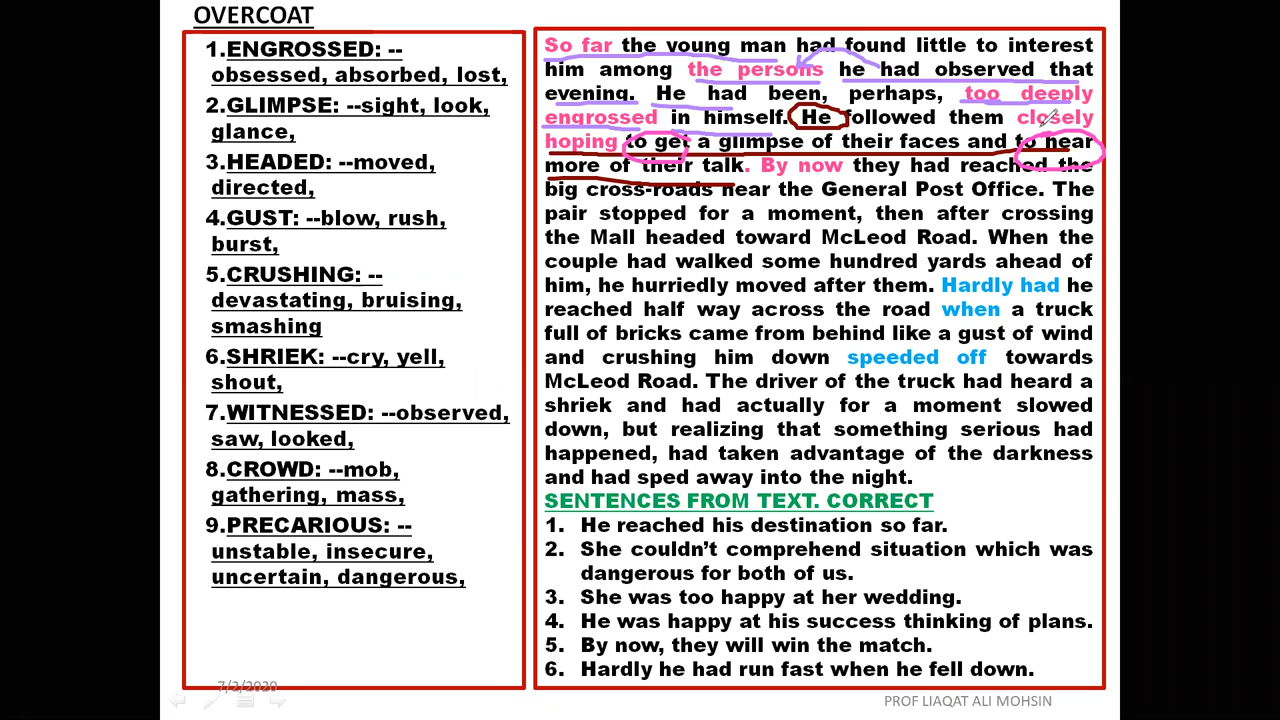 OVERCOAT
1.ENGROSSED: --
obsessed, absorbed, lost,
2.GLIMPSE: --sight, look,
glance,
3.HEADED: --moved,
directed,
4.GUST: --blow, rush,
burst,
5.CRUSHING: --
devastating, bruising,
smashing
6.SHRIEK: --cry, yell,
shout,
7.WITNESSED: --observed,
saw, looked,
8.CROWD: --mob,
gathering, mass,
9.PRECARIOUS: --
unstable, insecure,
uncertain, dangerous,
So far the young man had found little to interest
him among the persons he had observed that
evening. He had been, perhaps, too deeply
engrossed in himself. He followed them closely
hoping to get a glimpse of their faces and to hear
more of their talk. By now they had reached the
big cross-roads near the General Post Office. The
pair stopped for a moment, then after crossing
the Mall headed toward McLeod Road. When the
couple had walked some hundred yards ahead of
him, he hurriedly moved after them. Hardly had he
reached half way across the road when a truck
full of bricks came from behind like a gust of wind
and crushing him down speeded off towards
McLeod Road. The driver of the truck had heard a
shriek and had actually for a moment slowed
down, but realizing that something serious had
happened, had taken advantage of the darkness
and had sped away into the night.
SENTENCES FROM TEXT. CORRECT
1. He reached his destination so far.
2. She couldn't comprehend situation which was
dangerous for both of us.
3. She was too happy at her wedding.
4. He was happy at his success thinking of plans.
5. By now, they will win the match.
6. Hardly he had run fast when he fell down.
7/2/2020
PROF LIAQAT ALI MOHSIN